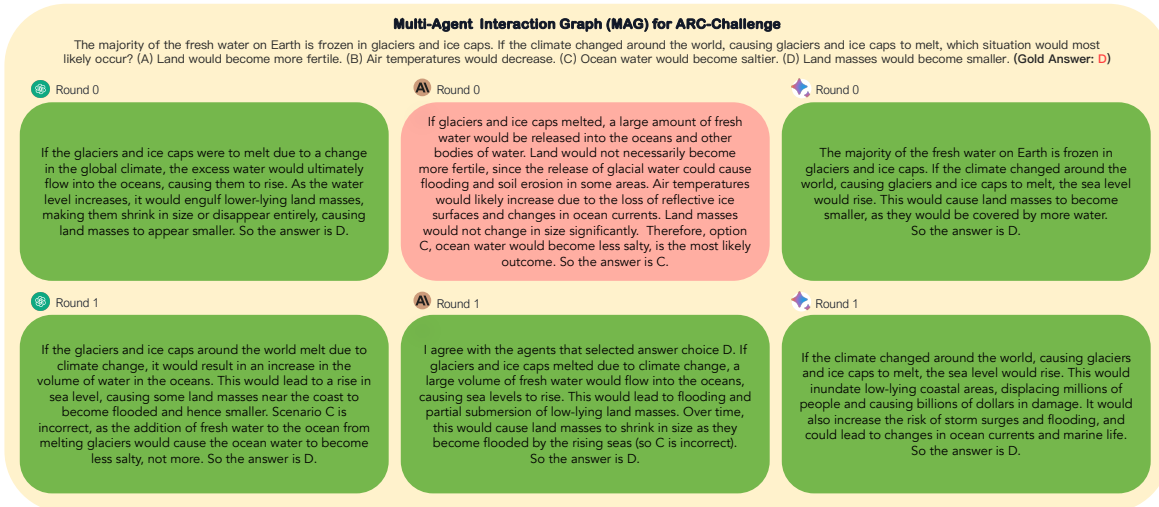 Multi-Agent Interaction Graph (MAG) for ARC-Challenge
The majority of the fresh water on Earth is frozen in glaciers and ice caps. If the climate changed around the world, causing glaciers and ice caps to melt, which situation would most
likely occur? (A) Land would become more fertile. (B) Air temperatures would decrease. (C) Ocean water would become saltier. (D) Land masses would become smaller. (Gold Answer: D)
Round 0
If the glaciers and ice caps were to melt due to a change
in the global climate, the excess water would ultimately
flow into the oceans, causing them to rise. As the water
level increases, it would engulf lower-lying land masses,
making them shrink in size or disappear entirely, causing
land masses to appear smaller. So the answer is D.
A\ Round 0
If glaciers and ice caps melted, a large amount of fresh
water would be released into the oceans and other
bodies of water. Land would not necessarily become
more fertile, since the release of glacial water could cause
flooding and soil erosion in some areas. Air temperatures
would likely increase due to the loss of reflective ice
surfaces and changes in ocean currents. Land masses
would not change in size significantly. Therefore, option
C, ocean water would become less salty, is the most likely
outcome. So the answer is C.
Round 0
The majority of the fresh water on Earth is frozen in
glaciers and ice caps. If the climate changed around the
world, causing glaciers and ice caps to melt, the sea level
would rise. This would cause land masses to become
smaller, as they would be covered by more water.
So the answer is D.
Round 1
If the glaciers and ice caps around the world melt due to
climate change, it would result in an increase in the
volume of water in the oceans. This would lead to a rise in
sea level, causing some land masses near the coast to
become flooded and hence smaller. Scenario C is
incorrect, as the addition of fresh water to the ocean from
melting glaciers would cause the ocean water to become
less salty, not more. So the answer is D.
A\ Round 1
I agree with the agents that selected answer choice D. If
glaciers and ice caps melted due to climate change, a
large volume of fresh water would flow into the oceans,
causing sea levels to rise. This would lead to flooding and
partial submersion of low-lying land masses. Over time,
this would cause land masses to shrink in size as they
become flooded by the rising seas (so C is incorrect).
So the answer is D.
Round 1
If the climate changed around the world, causing glaciers
and ice caps to melt, the sea level would rise. This would
inundate low-lying coastal areas, displacing millions of
people and causing billions of dollars in damage. It would
also increase the risk of storm surges and flooding, and
could lead to changes in ocean currents and marine life.
So the answer is D.